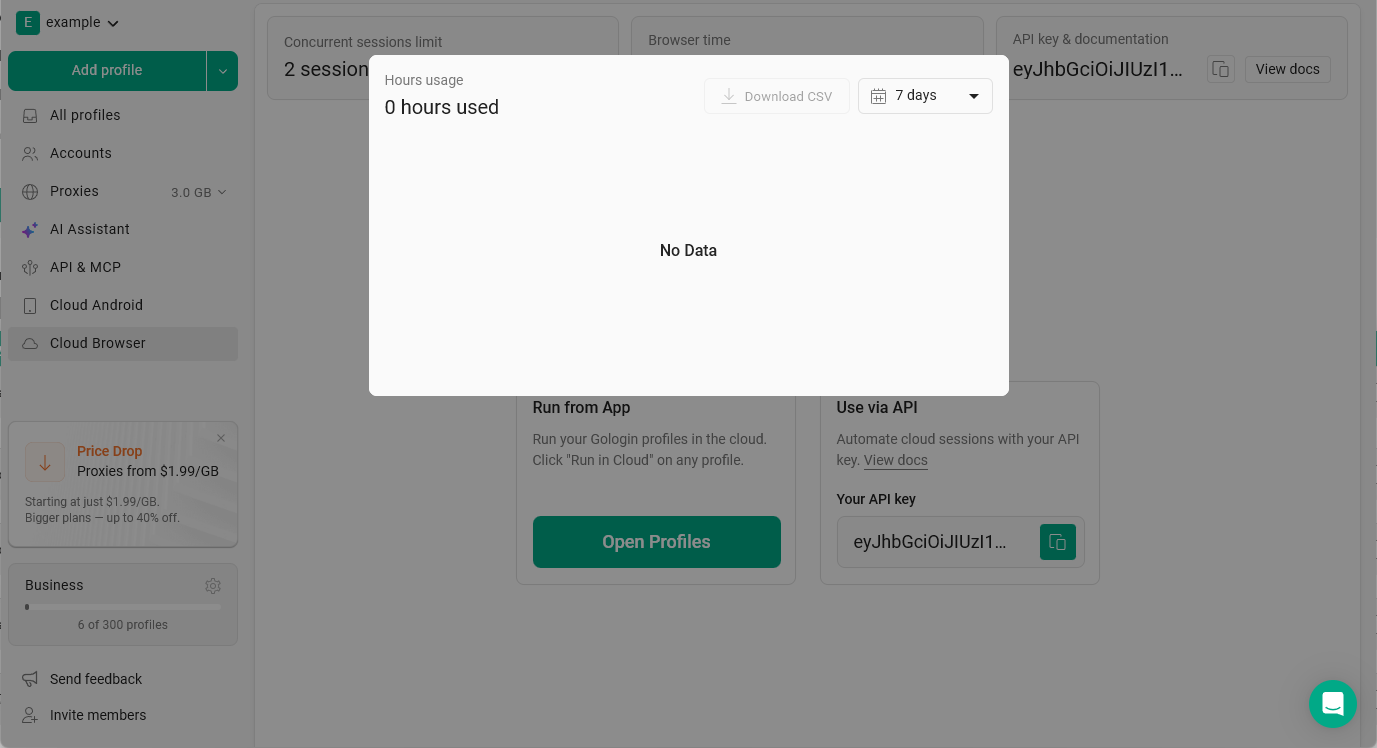 E example
Add profile
All profiles
Accounts
Proxies 3.0 GB
AI Assistant
API & MCP
Cloud Android
Cloud Browser
Price Drop
Proxies from $1.99/GB
Starting at just $1.99/GB.
Bigger plans — up to 40% off.
Business
6 of 300 profiles
Send feedback
Invite members
Concurrent sessions limit
2 session
Browser time
API key & documentation
eyJhbGciOiJIUzI1...
View docs
Hours usage
0 hours used
Download CSV
7 days
No Data
Run from App
Run your Gologin profiles in the cloud.
Click "Run in Cloud" on any profile.
Open Profiles
Use via API
Automate cloud sessions with your API
key. View docs
Your API key
eyJhbGciOiJIUzI1...